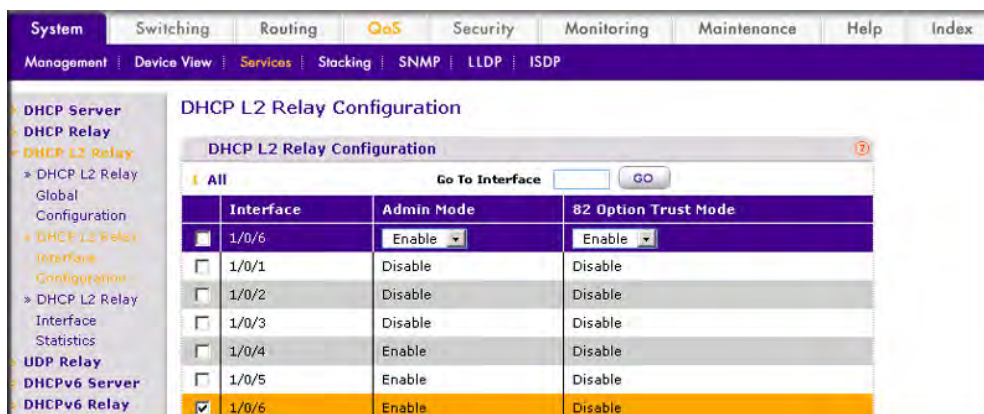 System Switching Routing QoS Security Monitoring Maintenance Help Index
Management Device View Services Stacking SNMP LLDP ISDP
DHCP Server
DHCP Relay
DHCP L2 Relay
» DHCP L2 Relay
Global
Configuration
» DHCP L2 Relay
Interface
Configuration
» DHCP L2 Relay
Interface
Statistics
UDP Relay
DHCPv6 Server
DHCPv6 Relay
DHCP L2 Relay Configuration
DHCP L2 Relay Configuration ?
1 All Go To Interface GO
Interface Admin Mode 82 Option Trust Mode
1/0/6 Enable Enable
1/0/1 Disable Disable
1/0/2 Disable Disable
1/0/3 Disable Disable
1/0/4 Enable Disable
1/0/5 Enable Disable
1/0/6 Enable Disable